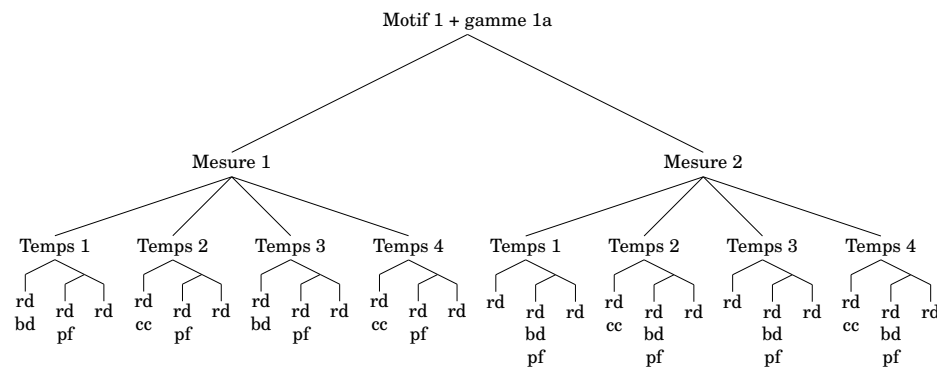 Motif 1 + gamme 1a
Mesure 1 Mesure 2
Temps 1 Temps 2 Temps 3 Temps 4 Temps 1 Temps 2 Temps 3 Temps 4
rd rd rd rd rd rd rd rd
rd rd rd rd rd rd rd rd rd rd rd rd rd rd rd rd
bd cc bd cc cc cc
pf pf pf pf bd bd bd bd
pf pf pf pf